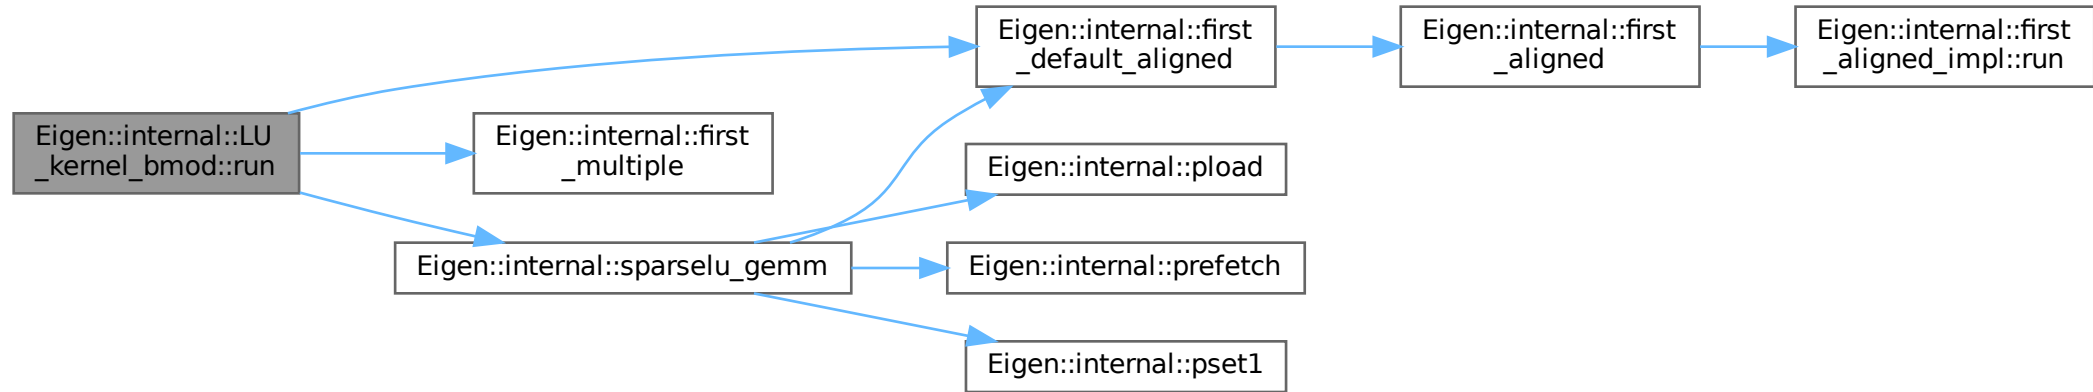 Eigen::internal::LU
_kernel_bmod::run
Eigen::internal::first
_default_aligned
Eigen::internal::first
_aligned
Eigen::internal::first
_aligned_impl::run
Eigen::internal::first
_multiple
Eigen::internal::sparselu_gemm
Eigen::internal::pload
Eigen::internal::prefetch
Eigen::internal::pset1